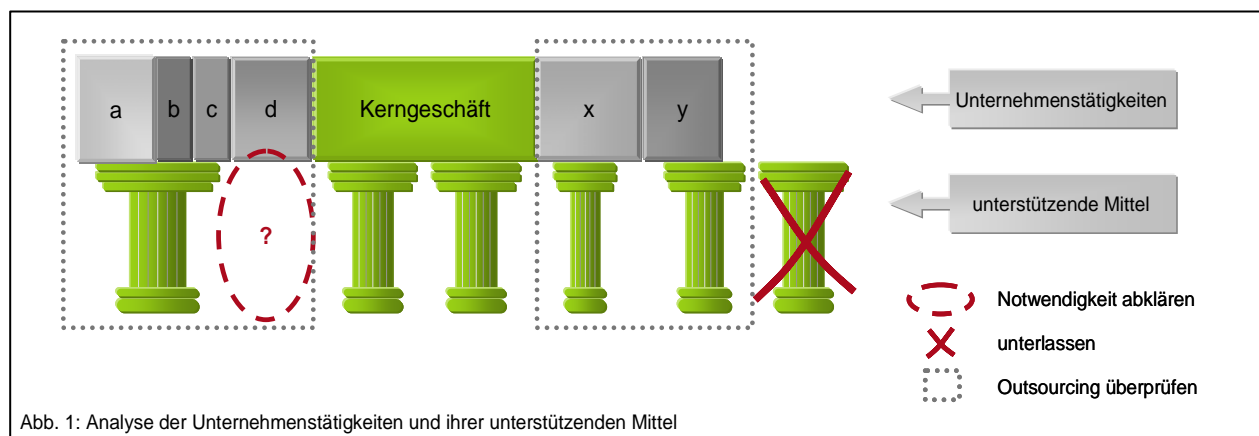 a b c d Kerngeschäft x y Unternehmenstätigkeiten
? unterstützende Mittel
Notwendigkeit abklären
unterlassen
Outsourcing überprüfen
Abb. 1: Analyse der Unternehmenstätigkeiten und ihrer unterstützenden Mittel